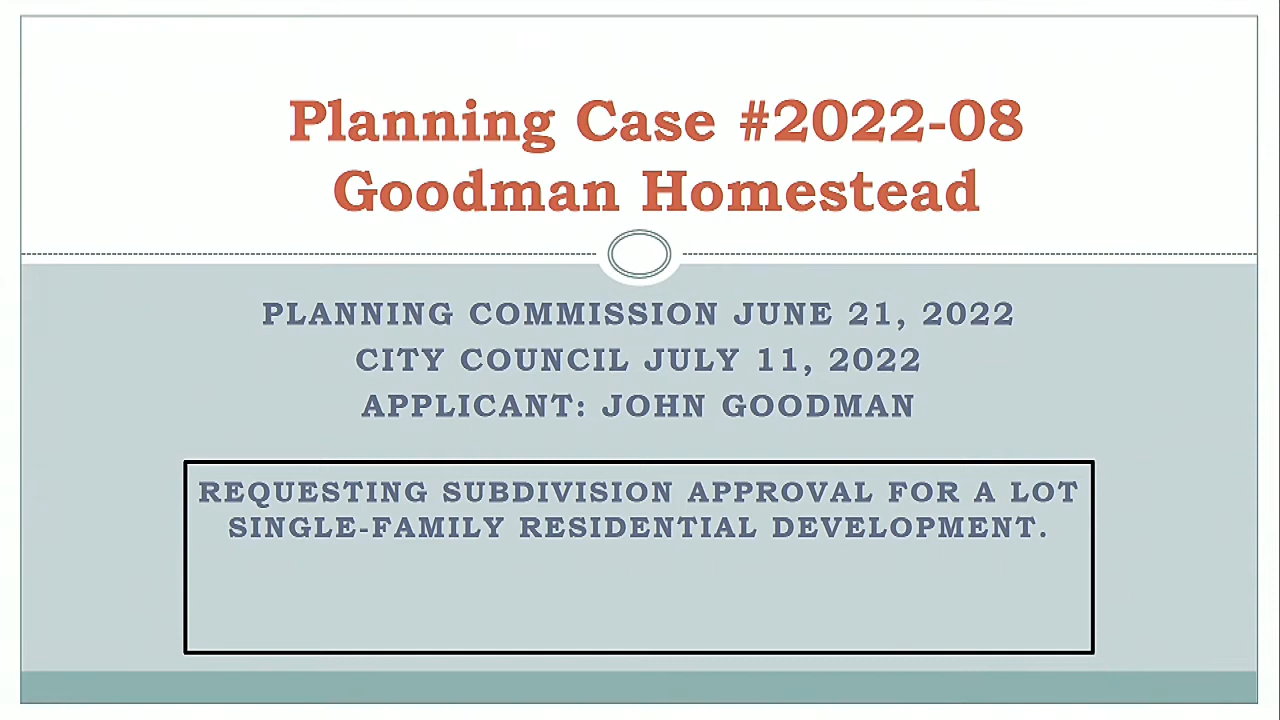 Planning Case #2022-08
Goodman Homestead
PLANNING COMMISSION JUNE 21, 2022
CITY COUNCIL JULY 11, 2022
APPLICANT: JOHN GOODMAN
REQUESTING SUBDIVISION APPROVAL FOR A LOT
SINGLE-FAMILY RESIDENTIAL DEVELOPMENT.